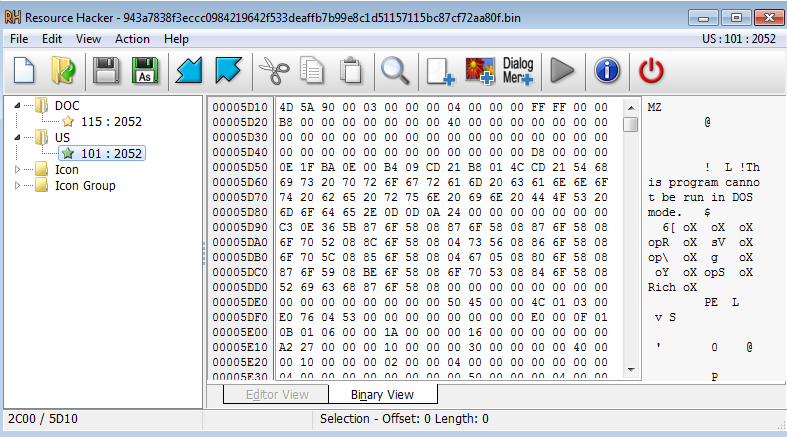 Resource Hacker - 943a7838f3eccc0984219642f533deaffb7b99e8c1d51157115bc87cf72aa80f.bin
File Edit View Action Help US : 101 : 2052
As Dialog Mer+
DOC
115 : 2052
US
101 : 2052
Icon
Icon Group
00005D10 4D 5A 90 00 03 00 00 00 04 00 00 00 FF FF 00 00 MZ
00005D20 B8 00 00 00 00 00 00 00 40 00 00 00 00 00 00 00 @
00005D30 00 00 00 00 00 00 00 00 00 00 00 00 00 00 00 00
00005D40 00 00 00 00 00 00 00 00 00 00 00 00 D8 00 00 00
00005D50 0E 1F BA 0E 00 B4 09 CD 21 B8 01 4C CD 21 54 68 ! L !Th
00005D60 69 73 20 70 72 6F 67 72 61 6D 20 63 61 6E 6E 6F is program canno
00005D70 74 20 62 65 20 72 75 6E 20 69 6E 20 44 4F 53 20 t be run in DOS
00005D80 6D 6F 64 65 2E 0D 0D 0A 24 00 00 00 00 00 00 00 mode. $
00005D90 C3 0E 36 5B 87 6F 58 08 87 6F 58 08 87 6F 58 08 6[ oX oX oX
00005DA0 6F 70 52 08 8C 6F 58 08 04 73 56 08 86 6F 58 08 opR oX sV oX
00005DB0 6F 70 5C 08 85 6F 58 08 04 67 05 08 80 6F 58 08 op\ oX g oX
00005DC0 87 6F 59 08 BE 6F 58 08 6F 70 53 08 84 6F 58 08 oY oX opS oX
00005DD0 52 69 63 68 87 6F 58 08 00 00 00 00 00 00 00 00 Rich oX
00005DE0 00 00 00 00 00 00 00 00 50 45 00 00 4C 01 03 00 PE L
00005DF0 E0 76 04 53 00 00 00 00 00 00 00 00 E0 00 0F 01 v S
00005E00 0B 01 06 00 00 1A 00 00 00 16 00 00 00 00 00 00
00005E10 A2 27 00 00 00 10 00 00 00 30 00 00 00 00 40 00 ' 0 @
00005E20 00 10 00 00 00 02 00 00 04 00 00 00 00 00 00 00
00005E30 04 00 00 00 00 00 00 00 00 50 00 00 00 04 00 00 P
Editor View Binary View
2C00 / 5D10 Selection - Offset: 0 Length: 0